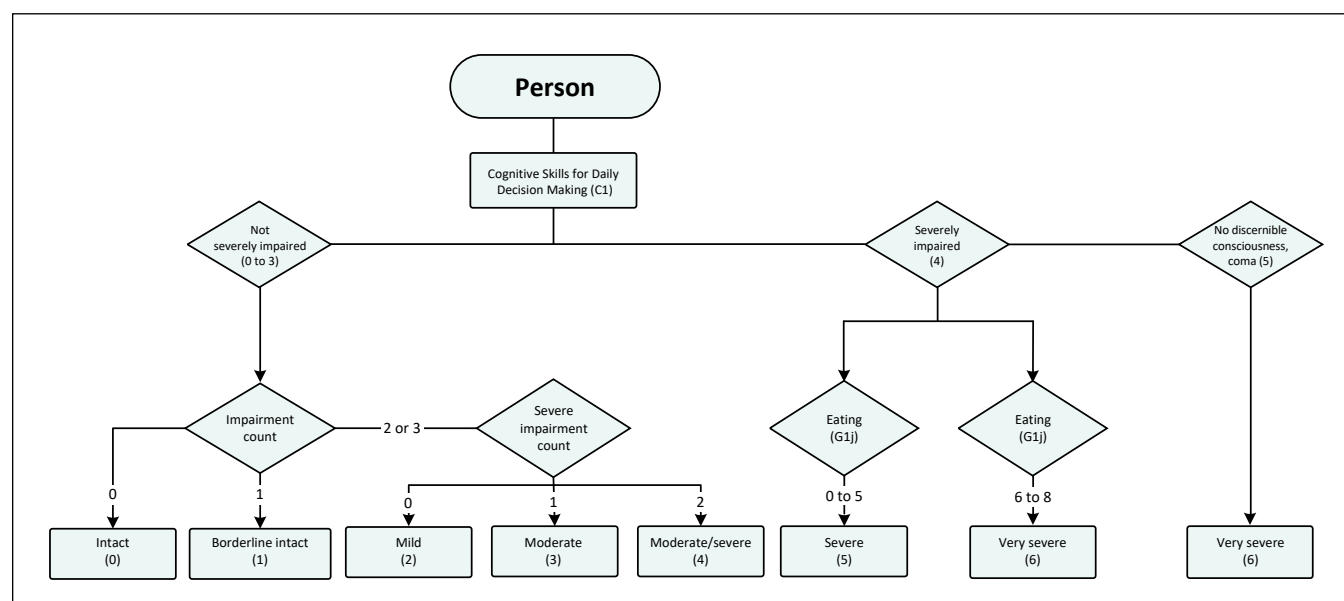 Person
Cognitive Skills for Daily
Decision Making (C1)
Not
severely impaired
(0 to 3)
Severely
impaired
(4)
No discernible
consciousness,
coma (5)
Impairment
count
2 or 3
Severe
impairment
count
Eating
(G1j)
Eating
(G1j)
0
1
0
1
2
0 to 5
6 to 8
Intact
(0)
Borderline intact
(1)
Mild
(2)
Moderate
(3)
Moderate/severe
(4)
Severe
(5)
Very severe
(6)
Very severe
(6)